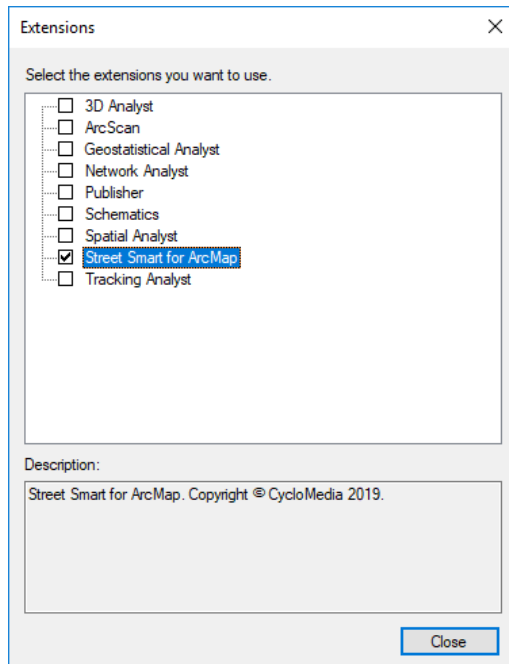 Extensions
Select the extensions you want to use.
3D Analyst
ArcScan
Geostatistical Analyst
Network Analyst
Publisher
Schematics
Spatial Analyst
Street Smart for ArcMap
Tracking Analyst
Description:
Street Smart for ArcMap. Copyright © CycloMedia 2019.
Close